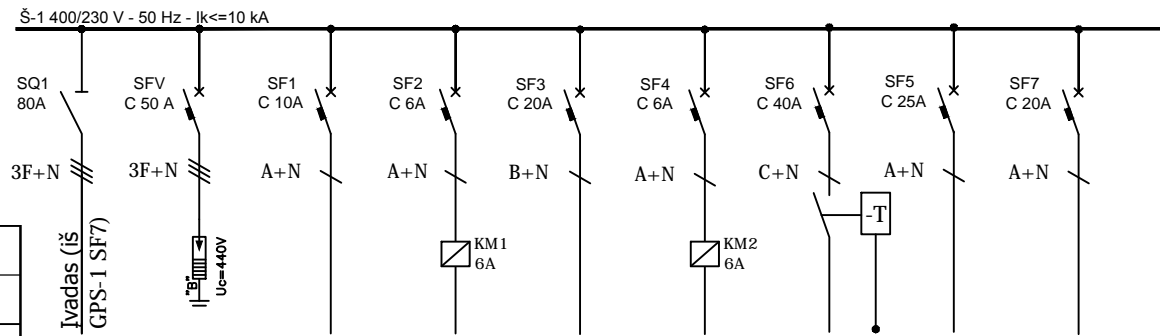 Š-1 400/230 V - 50 Hz - Ik<=10 kA
SQ1
80A
3F+N
Įvadas (iš
GPS-1 SF7)
SFV
C 50 A
3F+N
"B"
Uc=440V
SF1
C 10A
A+N
SF2
C 6A
A+N
KM1
6A
SF3
C 20A
B+N
SF4
C 6A
A+N
KM2
6A
SF6
C 40A
C+N
-T
SF5
C 25A
A+N
SF7
C 20A
A+N